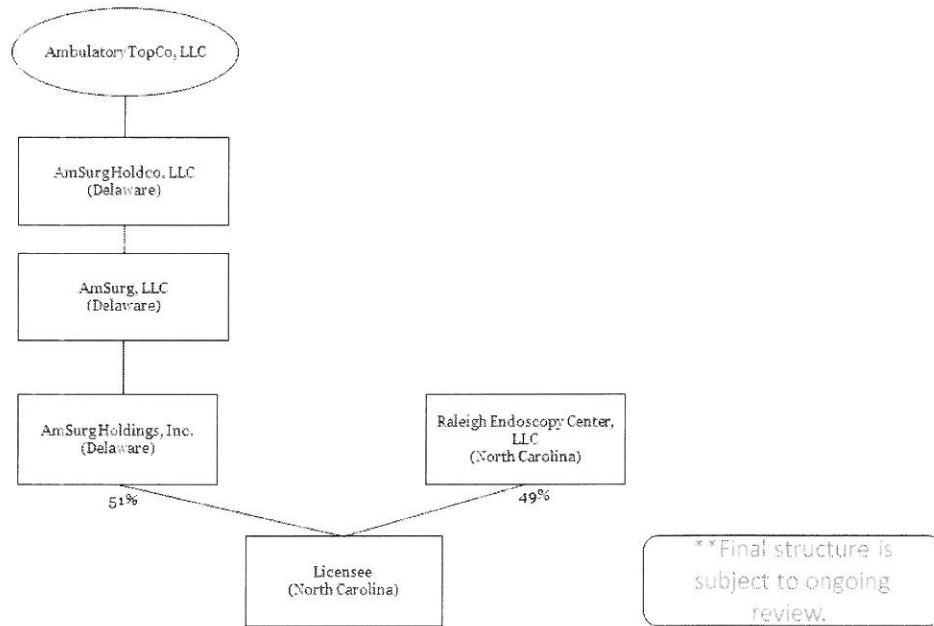 Ambulatory TopCo, LLC
AmSurg Holdco, LLC
(Delaware)
AmSurg, LLC
(Delaware)
AmSurg Holdings, Inc.
(Delaware)
Raleigh Endoscopy Center,
LLC
(North Carolina)
51%
49%
Licensee
(North Carolina)
**Final structure is
subject to ongoing
review.